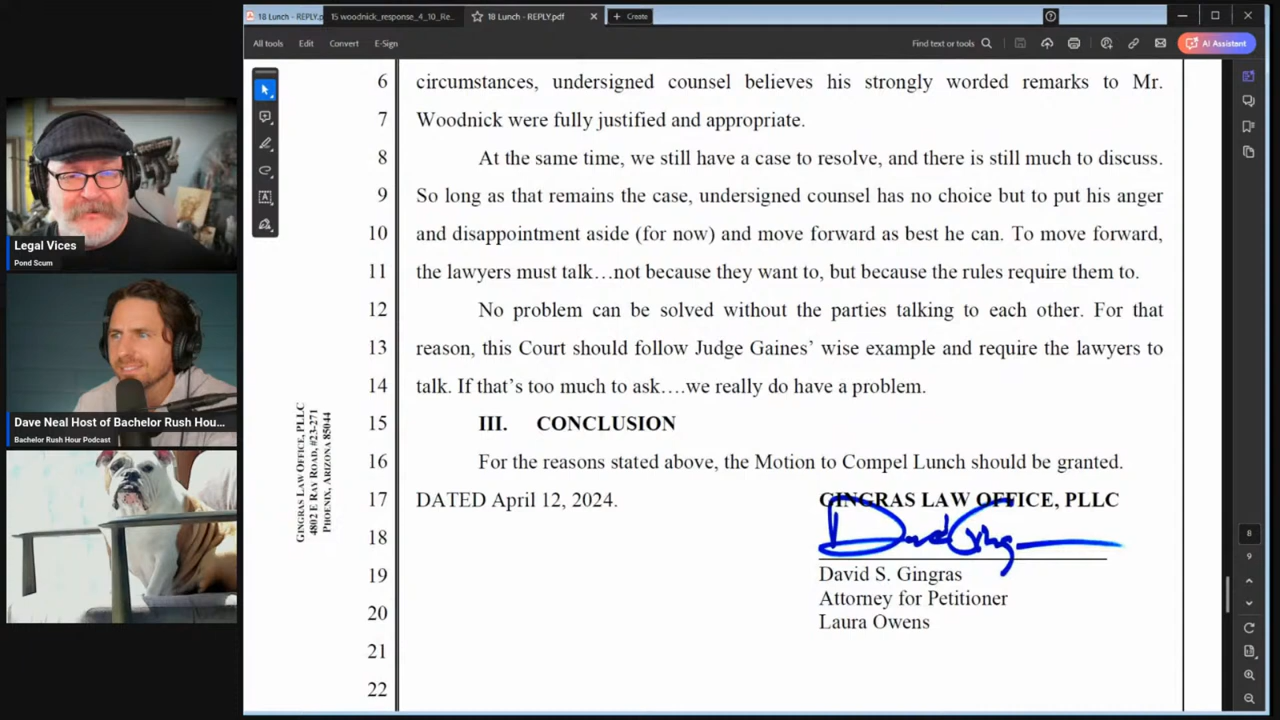 18 Lunch - REPLY.p
15 woodnick_response_4_10_Re...
18 Lunch - REPLY.pdf
Create
All tools
Edit
Convert
E-Sign
Find text or tools
AI Assistant
6 circumstances, undersigned counsel believes his strongly worded remarks to Mr.
7 Woodnick were fully justified and appropriate.
8 At the same time, we still have a case to resolve, and there is still much to discuss.
9 So long as that remains the case, undersigned counsel has no choice but to put his anger
10 and disappointment aside (for now) and move forward as best he can. To move forward,
11 the lawyers must talk…not because they want to, but because the rules require them to.
12 No problem can be solved without the parties talking to each other. For that
13 reason, this Court should follow Judge Gaines’ wise example and require the lawyers to
14 talk. If that’s too much to ask….we really do have a problem.
15 III. CONCLUSION
16 For the reasons stated above, the Motion to Compel Lunch should be granted.
17 DATED April 12, 2024. GINGRAS LAW OFFICE, PLLC
18 David Gingras
19 David S. Gingras
Attorney for Petitioner
20
Laura Owens
21
22
GINGRAS LAW OFFICE, PLLC
4802 E RAY ROAD, #23-271
PHOENIX, ARIZONA 85044
Legal Vices
Pond Scum
Dave Neal Host of Bachelor Rush Hou...
Bachelor Rush Hour Podcast
8
9